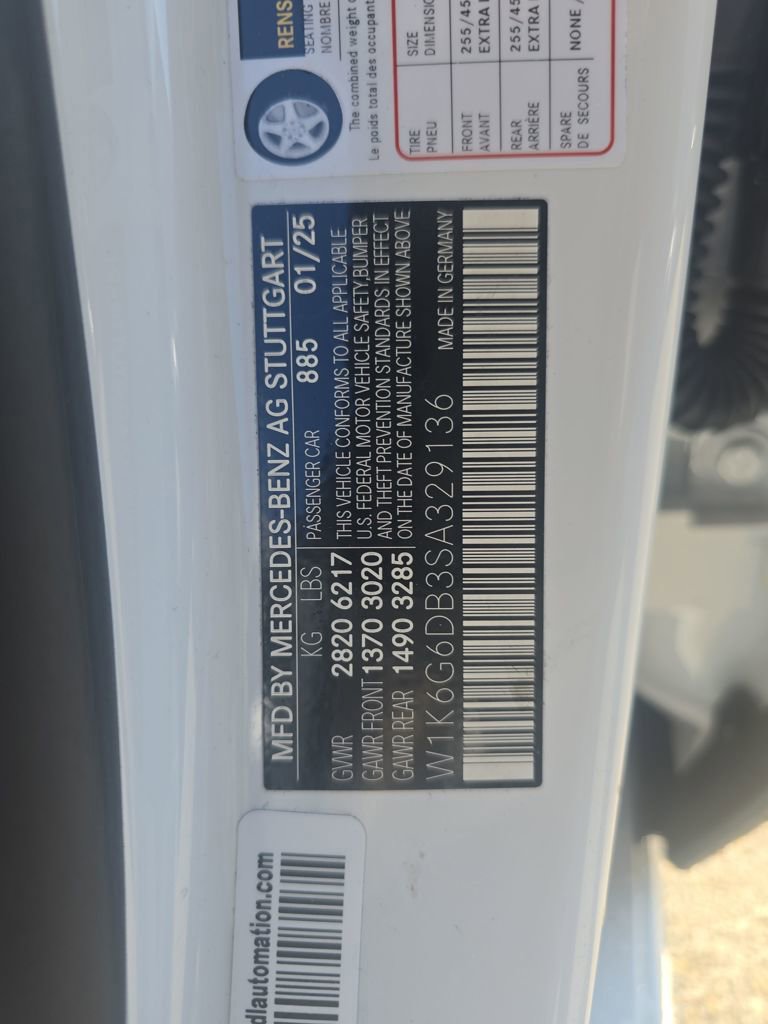 MFD BY MERCEDES-BENZ AG STUTTGART
KG LBS PASSENGER CAR 885 01/25
GVWR 2820 6217
GAWR FRONT 1370 3020
GAWR REAR 1490 3285
THIS VEHICLE CONFORMS TO ALL APPLICABLE
U.S. FEDERAL MOTOR VEHICLE SAFETY,BUMPER
AND THEFT PREVENTION STANDARDS IN EFFECT
ON THE DATE OF MANUFACTURE SHOWN ABOVE
W1K6G6DB3SA329136 MADE IN GERMANY
RENS
SEATING
NOMBRE
The combined weight
Le poids total des occupant
TIRE SIZE
PNEU DIMENSIO
FRONT 255/45
AVANT EXTRA
REAR 255/45
ARRIÈRE EXTRA
SPARE NONE /
DE SECOURS
dlautomation.com